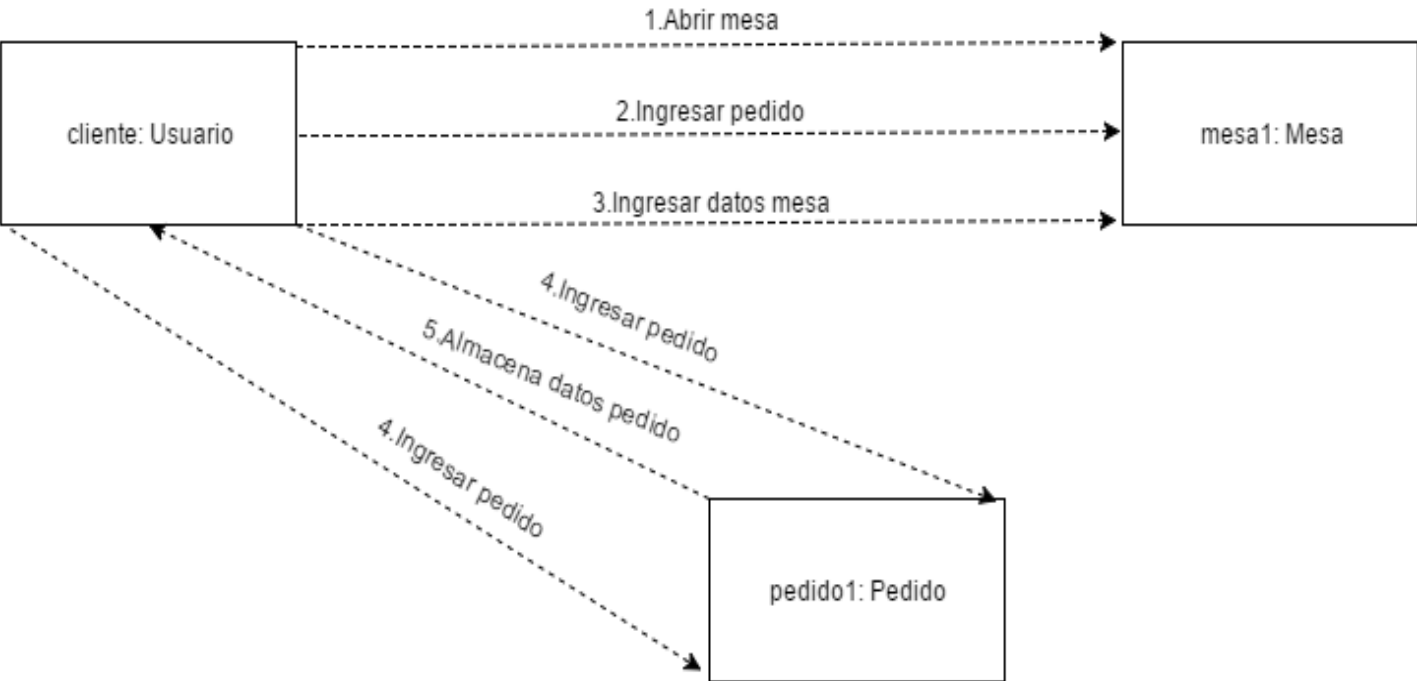 1.Abrir mesa
cliente: Usuario
2.Ingresar pedido
mesa1: Mesa
3.Ingresar datos mesa
4.Ingresar pedido
5.Almacena datos pedido
4.Ingresar pedido
pedido1: Pedido